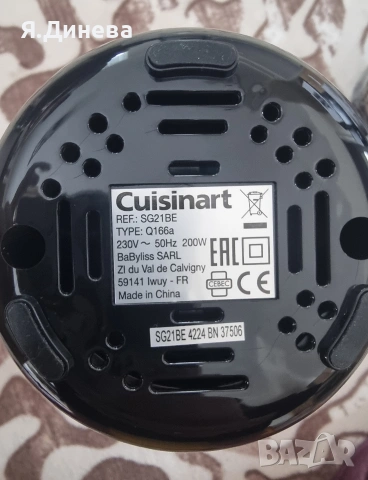 Я.Динева
Cuisinart
REF.: SG21BE
TYPE: Q166a
230V ~ 50Hz 200W
BaByliss SARL
ZI du Val de Calvigny
59141 Iwuy - FR
Made in China
EAC
CEBEC
CE
SG21BE 4224 BN 37506
BAZAR